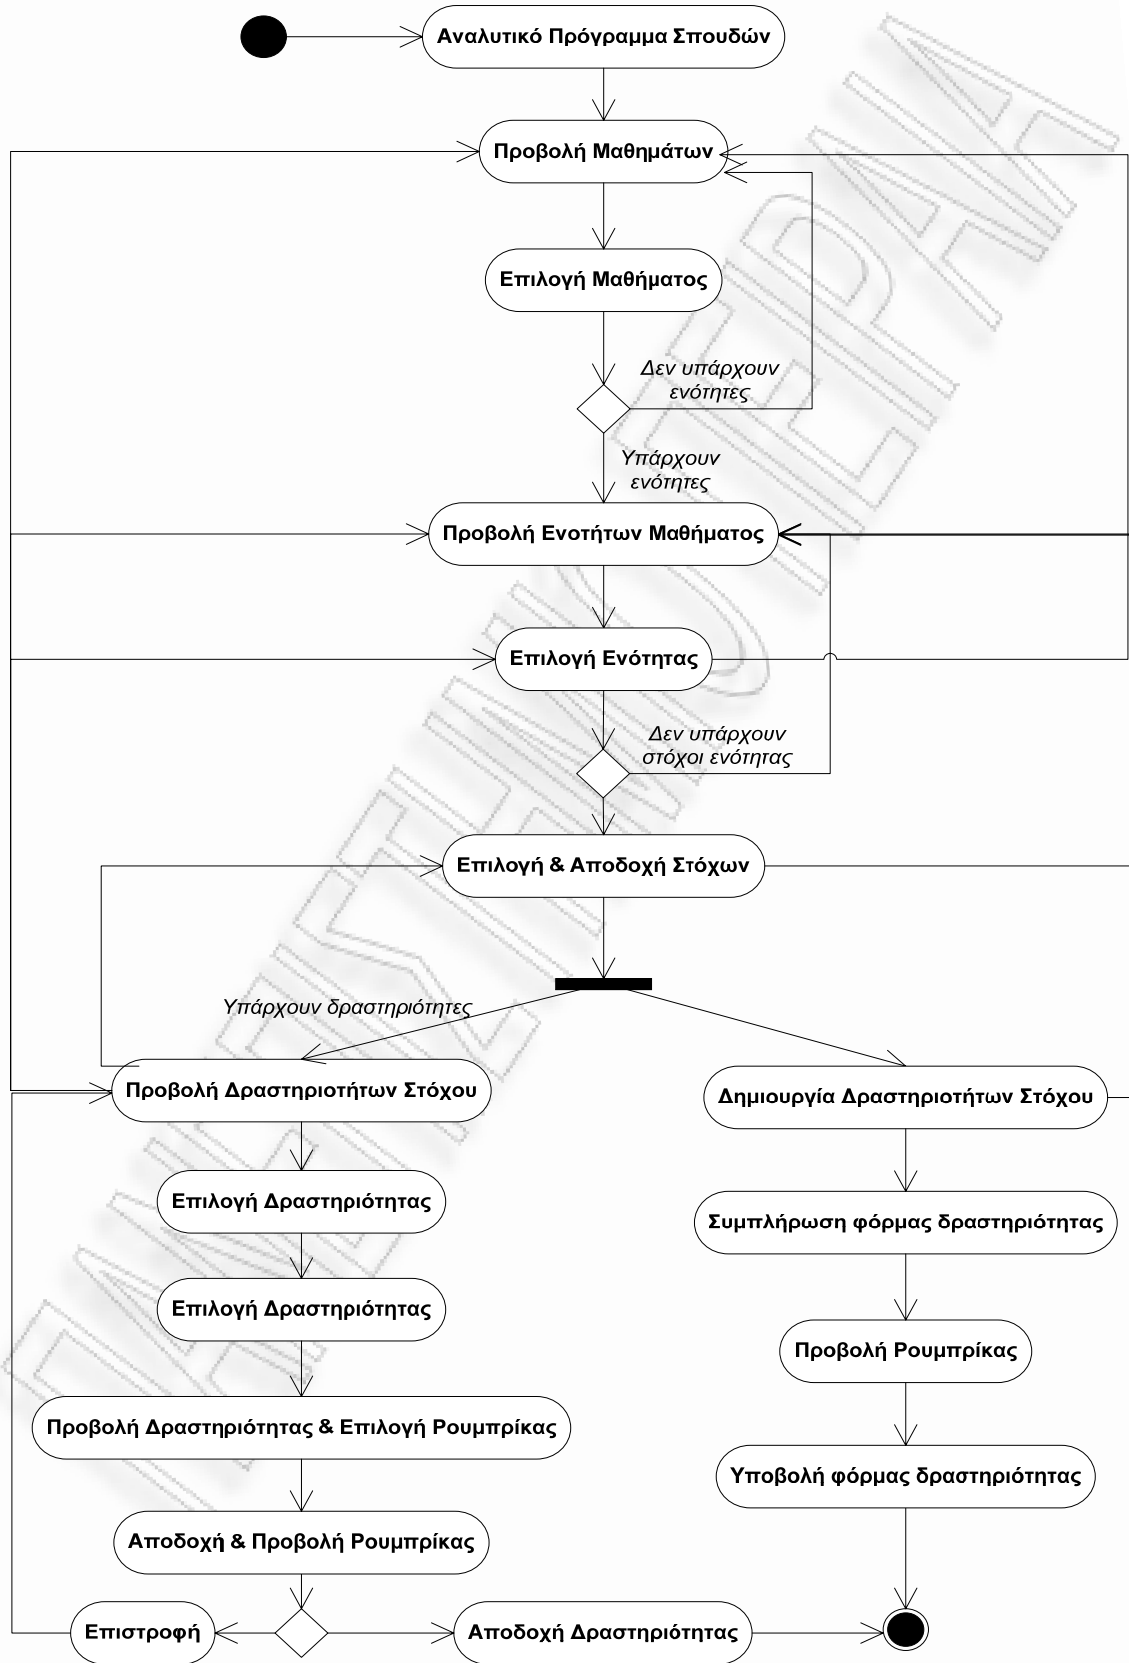 Αναλυτικό Πρόγραμμα Σπουδών
Προβολή Μαθημάτων
Επιλογή Μαθήματος
Δεν υπάρχουν
ενότητες
Υπάρχουν
ενότητες
Προβολή Ενοτήτων Μαθήματος
Επιλογή Ενότητας
Δεν υπάρχουν
στόχοι ενότητας
Επιλογή & Αποδοχή Στόχων
Υπάρχουν δραστηριότητες
Προβολή Δραστηριοτήτων Στόχου
Δημιουργία Δραστηριοτήτων Στόχου
Επιλογή Δραστηριότητας
Συμπλήρωση φόρμας δραστηριότητας
Επιλογή Δραστηριότητας
Προβολή Ρουμπρίκας
Προβολή Δραστηριότητας & Επιλογή Ρουμπρίκας
Υποβολή φόρμας δραστηριότητας
Αποδοχή & Προβολή Ρουμπρίκας
Επιστροφή
Αποδοχή Δραστηριότητας
ΠΑΝΕΠΙΣΤΗΜΙΟ ΠΕΙΡΑΙΑ